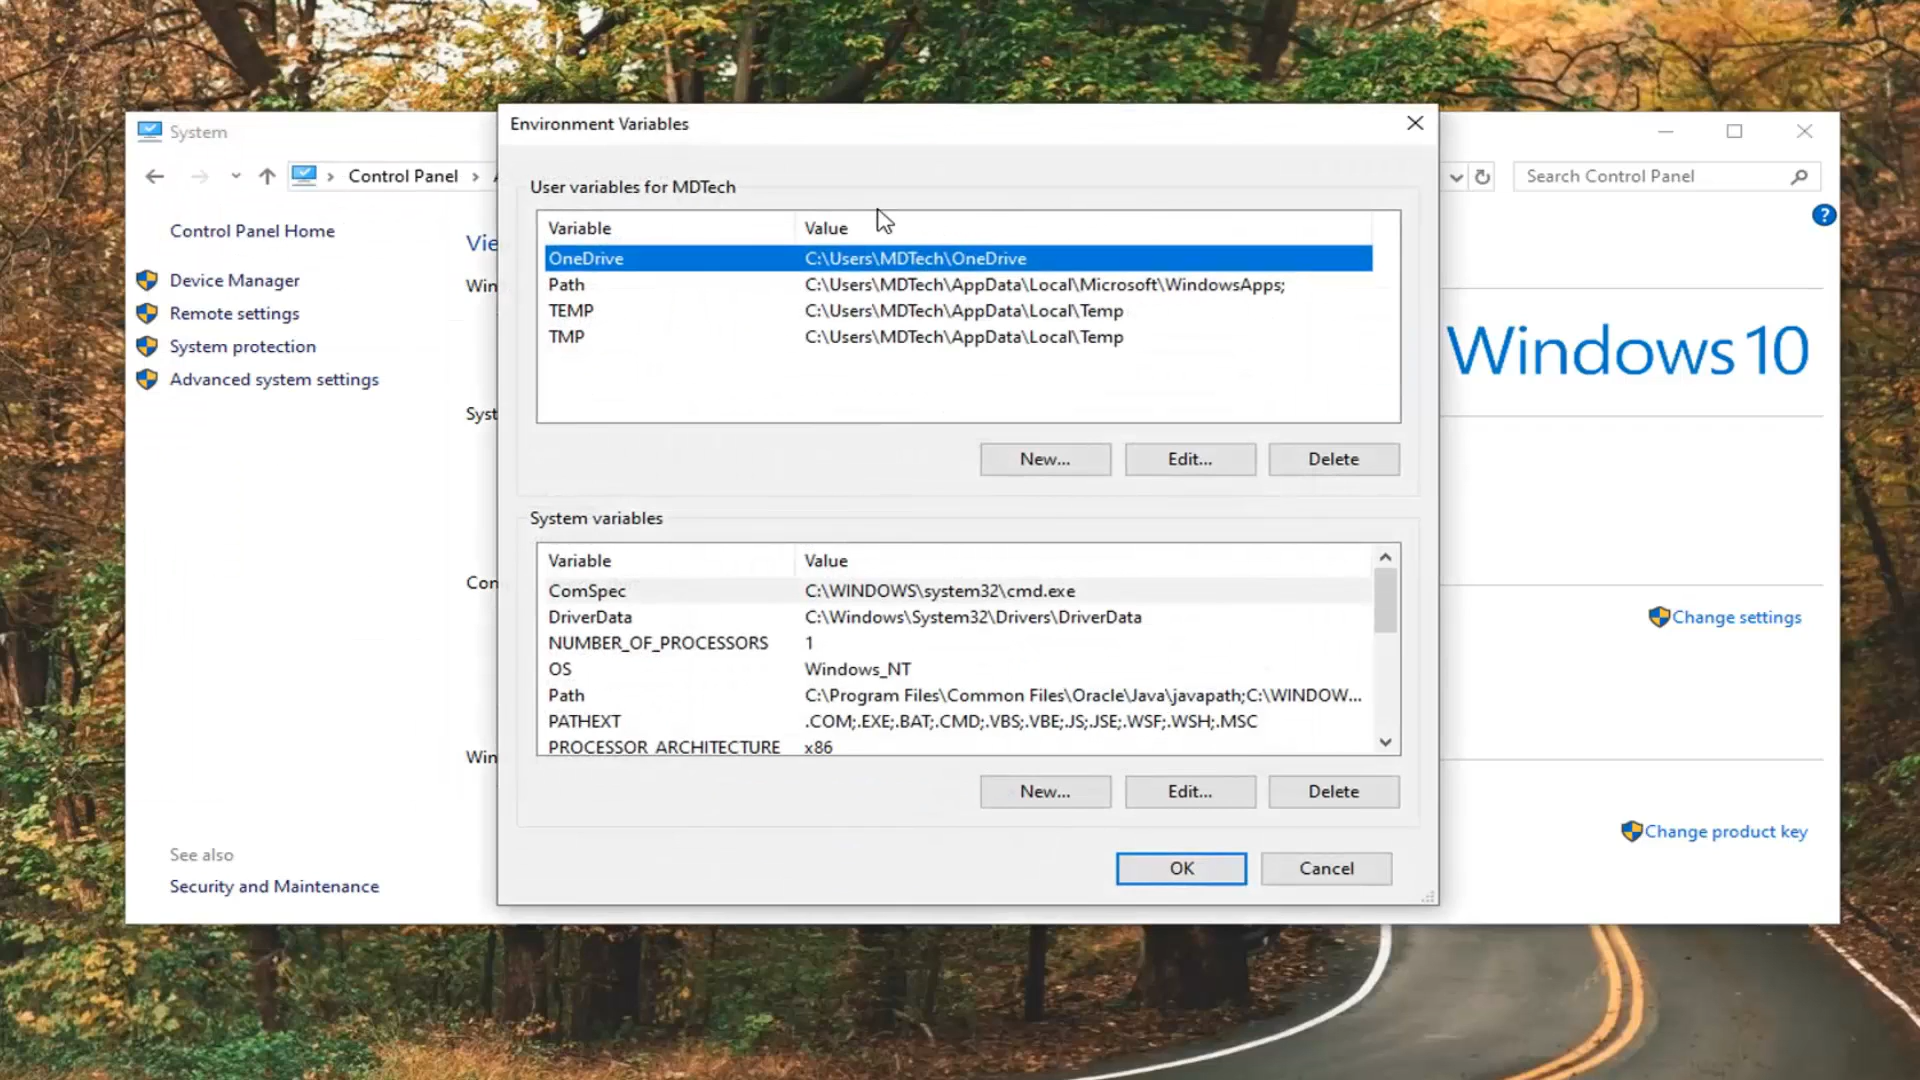 System
Environment Variables
Control Panel
Search Control Panel
User variables for MDTech
Control Panel Home
Vie
Variable Value
OneDrive C:\Users\MDTech\OneDrive
Device Manager
Win
Path C:\Users\MDTech\AppData\Local\Microsoft\WindowsApps;
Remote settings
TEMP C:\Users\MDTech\AppData\Local\Temp
TMP C:\Users\MDTech\AppData\Local\Temp
System protection
Windows 10
Advanced system settings
Syst
New... Edit... Delete
System variables
Variable Value
Con
ComSpec C:\WINDOWS\system32\cmd.exe
DriverData C:\Windows\System32\Drivers\DriverData
Change settings
NUMBER_OF_PROCESSORS 1
OS Windows_NT
Path C:\Program Files\Common Files\Oracle\Java\javapath;C:\WINDOW...
PATHEXT .COM;.EXE;.BAT;.CMD;.VBS;.VBE;.JS;.JSE;.WSF;.WSH;.MSC
PROCESSOR_ARCHITECTURE x86
Win
New... Edit... Delete
Change product key
See also
OK Cancel
Security and Maintenance